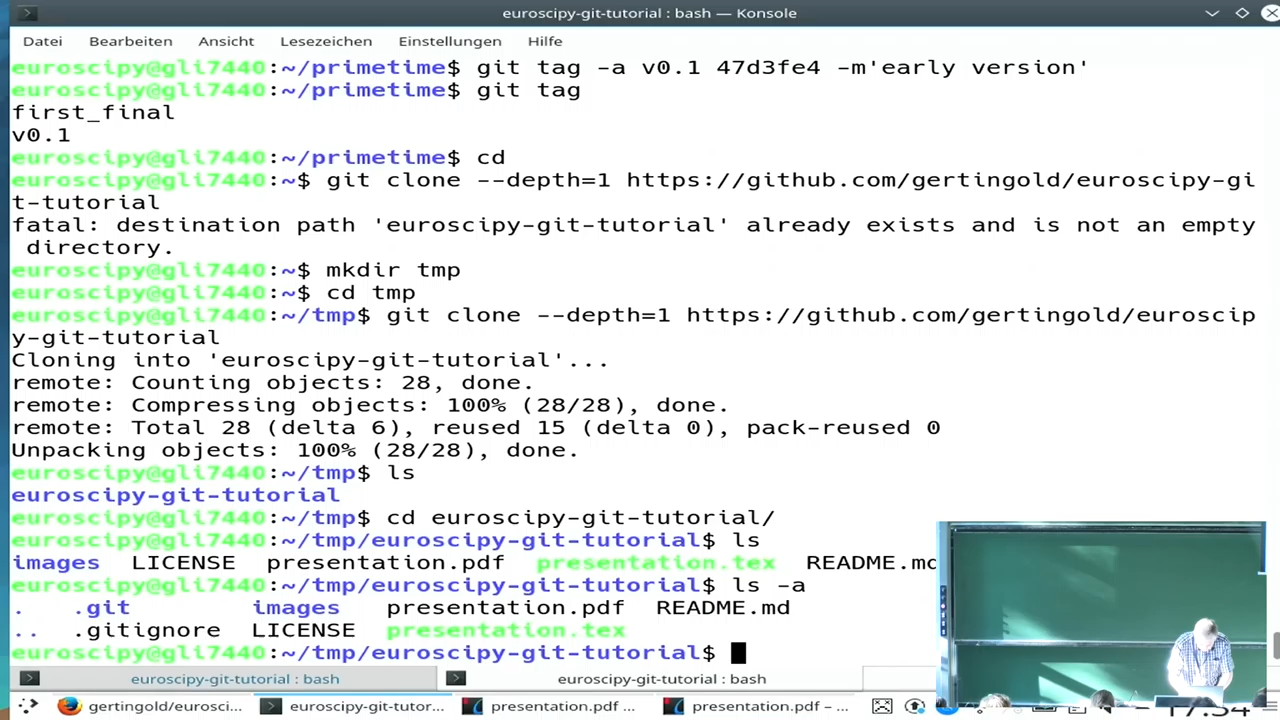 euroscipy-git-tutorial : bash — Konsole
Datei Bearbeiten Ansicht Lesezeichen Einstellungen Hilfe
euroscipy@gli7440:~/primetime$ git tag -a v0.1 47d3fe4 -m'early version'
euroscipy@gli7440:~/primetime$ git tag
first_final
v0.1
euroscipy@gli7440:~/primetime$ cd
euroscipy@gli7440:~$ git clone --depth=1 https://github.com/gertingold/euroscipy-gi
t-tutorial
fatal: destination path 'euroscipy-git-tutorial' already exists and is not an empty
directory.
euroscipy@gli7440:~$ mkdir tmp
euroscipy@gli7440:~$ cd tmp
euroscipy@gli7440:~/tmp$ git clone --depth=1 https://github.com/gertingold/euroscip
y-git-tutorial
Cloning into 'euroscipy-git-tutorial'...
remote: Counting objects: 28, done.
remote: Compressing objects: 100% (28/28), done.
remote: Total 28 (delta 6), reused 15 (delta 0), pack-reused 0
Unpacking objects: 100% (28/28), done.
euroscipy@gli7440:~/tmp$ ls
euroscipy-git-tutorial
euroscipy@gli7440:~/tmp$ cd euroscipy-git-tutorial/
euroscipy@gli7440:~/tmp/euroscipy-git-tutorial$ ls
images LICENSE presentation.pdf presentation.tex README.md
euroscipy@gli7440:~/tmp/euroscipy-git-tutorial$ ls -a
. .git images presentation.pdf README.md
.. .gitignore LICENSE presentation.tex
euroscipy@gli7440:~/tmp/euroscipy-git-tutorial$
euroscipy-git-tutorial : bash euroscipy-git-tutorial : bash
gertingold/eurosci... euroscipy-git-tutor... presentation.pdf ... presentation.pdf – ...